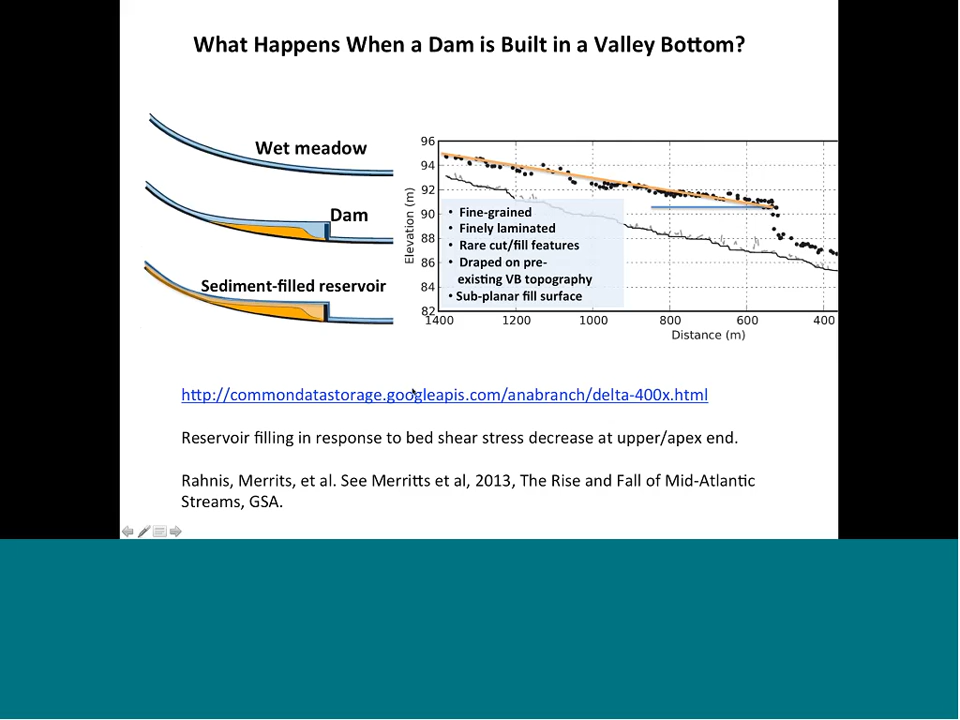 What Happens When a Dam is Built in a Valley Bottom?
Wet meadow
Dam
Sediment-filled reservoir
96
94
92
90
88
86
84
82
Elevation (m)
• Fine-grained
• Finely laminated
• Rare cut/fill features
• Draped on pre-
existing VB topography
• Sub-planar fill surface
1400 1200 1000 800 600 400
Distance (m)
http://commondatastorage.googleapis.com/anabranch/delta-400x.html
Reservoir filling in response to bed shear stress decrease at upper/apex end.
Rahnis, Merrits, et al. See Merritts et al, 2013, The Rise and Fall of Mid-Atlantic
Streams, GSA.